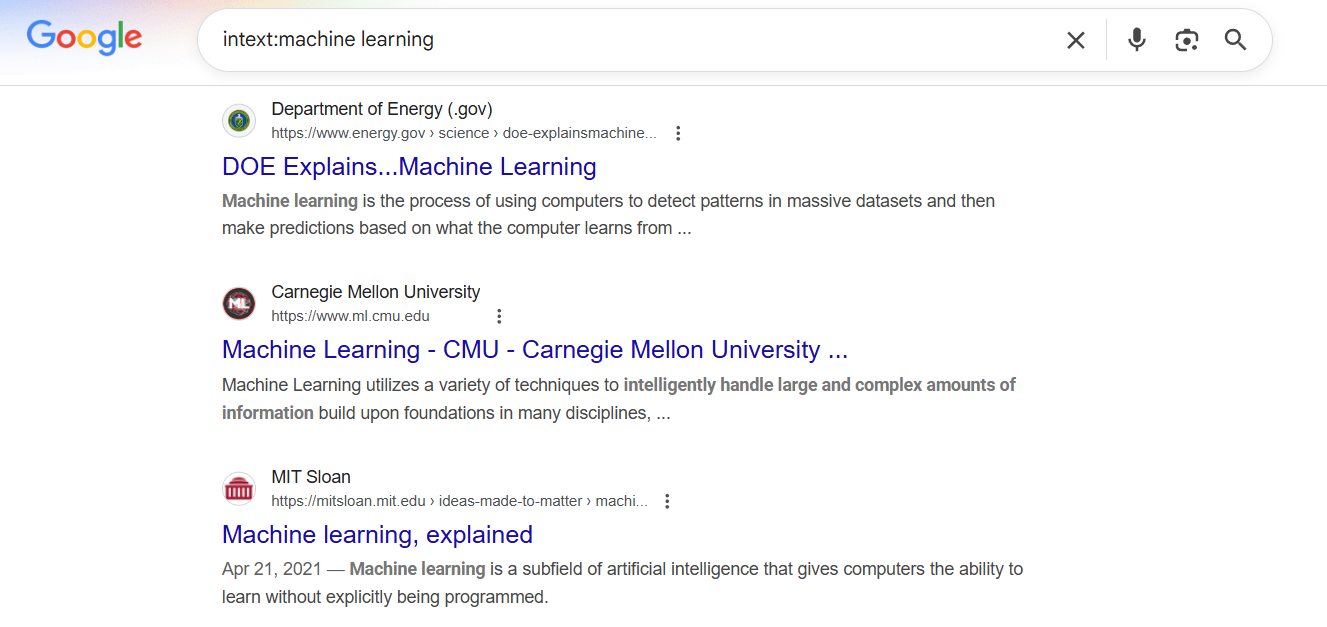 Google
intext:machine learning
Department of Energy (.gov)
https://www.energy.gov › science › doe-explainsmachine...
DOE Explains...Machine Learning
Machine learning is the process of using computers to detect patterns in massive datasets and then
make predictions based on what the computer learns from ...
ML
Carnegie Mellon University
https://www.ml.cmu.edu
Machine Learning - CMU - Carnegie Mellon University ...
Machine Learning utilizes a variety of techniques to intelligently handle large and complex amounts of
information build upon foundations in many disciplines, ...
MIT Sloan
https://mitsloan.mit.edu › ideas-made-to-matter › machi...
Machine learning, explained
Apr 21, 2021 — Machine learning is a subfield of artificial intelligence that gives computers the ability to
learn without explicitly being programmed.